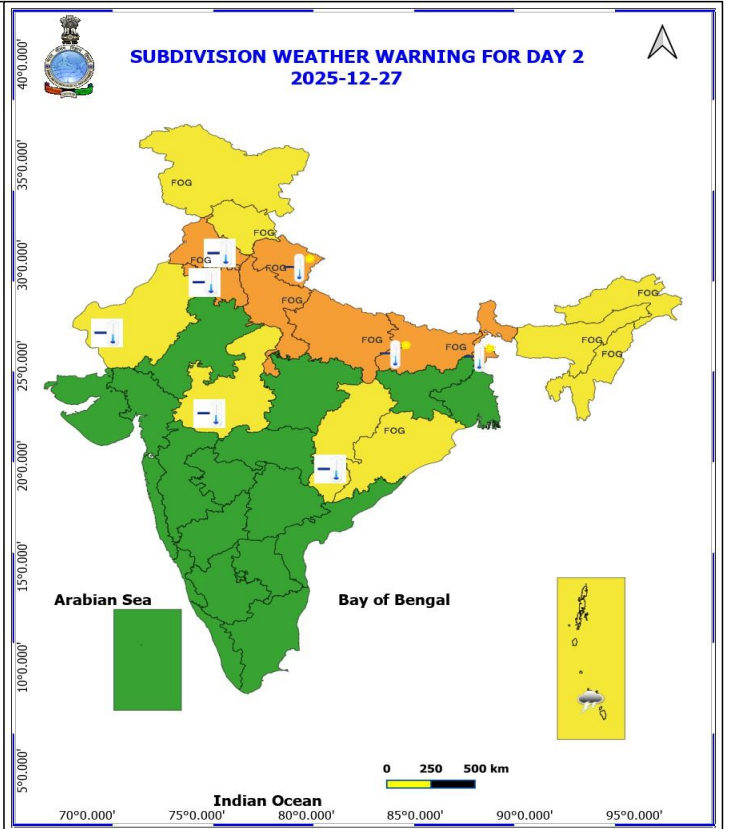 SUBDIVISION WEATHER WARNING FOR DAY 2
2025-12-27
40°0.000'
35°0.000'
30°0.000'
25°0.000'
20°0.000'
15°0.000'
10°0.000'
5°0.000'
FOG
FOG
FOG
FOG
FOG
FOG
FOG
FOG
FOG
FOG
FOG
Arabian Sea
Bay of Bengal
0 250 500 km
Indian Ocean
70°0.000' 75°0.000' 80°0.000' 85°0.000' 90°0.000' 95°0.000'